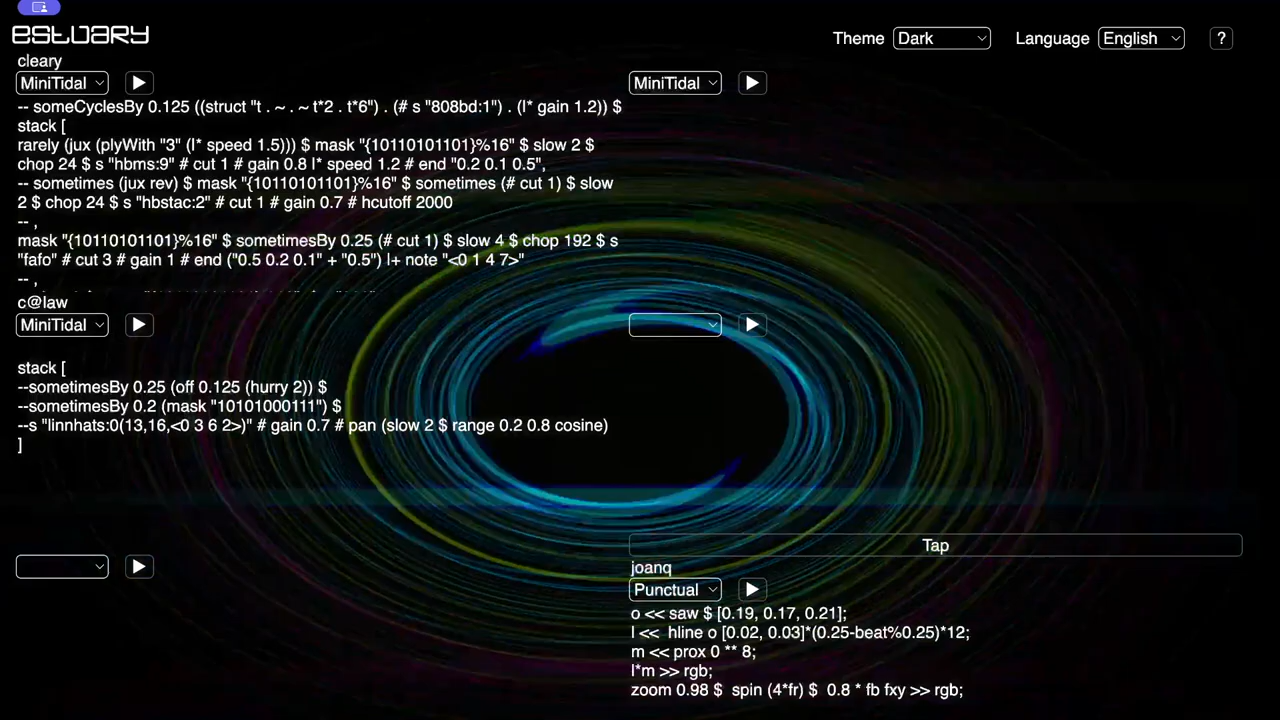 estuary
Theme Dark Language English ?
cleary
MiniTidal
-- someCyclesBy 0.125 ((struct "t . ~ . ~ t*2 . t*6") . (# s "808bd:1") . (|* gain 1.2)) $
stack [
rarely (jux (plyWith "3" (|* speed 1.5))) $ mask "{10110101101}%16" $ slow 2 $
chop 24 $ s "hbms:9" # cut 1 # gain 0.8 |* speed 1.2 # end "0.2 0.1 0.5",
-- sometimes (jux rev) $ mask "{10110101101}%16" $ sometimes (# cut 1) $ slow
2 $ chop 24 $ s "hbstac:2" # cut 1 # gain 0.7 # hcutoff 2000
-- ,
mask "{10110101101}%16" $ sometimesBy 0.25 (# cut 1) $ slow 4 $ chop 192 $ s
"fafo" # cut 3 # gain 1 # end ("0.5 0.2 0.1" + "0.5") |+ note "<0 1 4 7>"
-- ,
MiniTidal
c@law
MiniTidal
stack [
--sometimesBy 0.25 (off 0.125 (hurry 2)) $
--sometimesBy 0.2 (mask "10101000111") $
--s "linnhats:0(13,16,<0 3 6 2>)" # gain 0.7 # pan (slow 2 $ range 0.2 0.8 cosine)
]
Tap
joanq
Punctual
o << saw $ [0.19, 0.17, 0.21];
l << hline o [0.02, 0.03]*(0.25-beat%0.25)*12;
m << prox 0 ** 8;
l*m >> rgb;
zoom 0.98 $ spin (4*fr) $ 0.8 * fb fxy >> rgb;